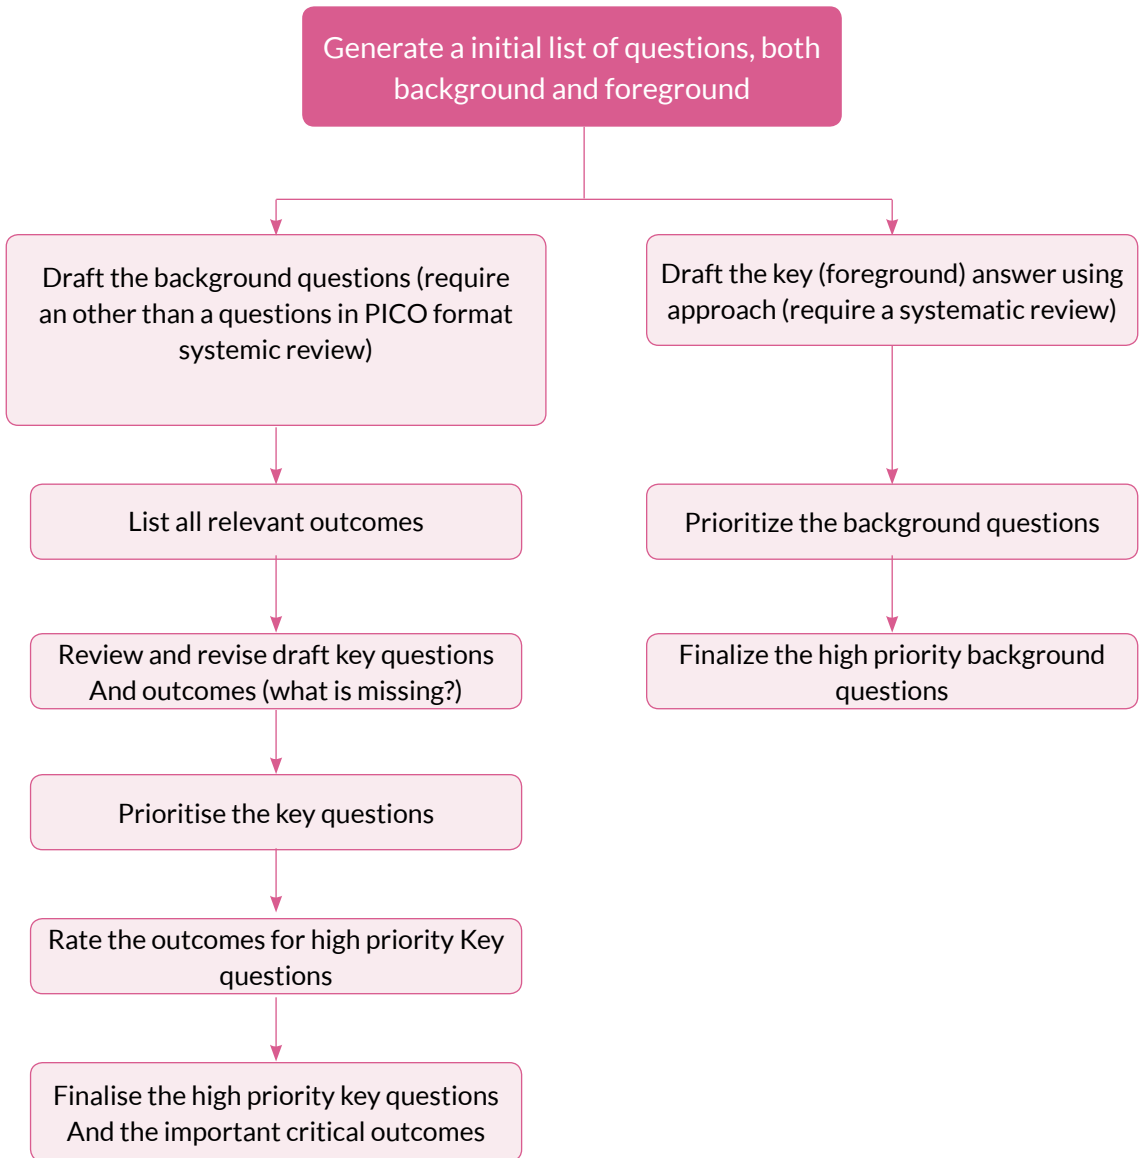 Generate a initial list of questions, both
background and foreground
Draft the background questions (require
an other than a questions in PICO format
systemic review)
Draft the key (foreground) answer using
approach (require a systematic review)
List all relevant outcomes
Prioritize the background questions
Review and revise draft key questions
And outcomes (what is missing?)
Finalize the high priority background
questions
Prioritise the key questions
Rate the outcomes for high priority Key
questions
Finalise the high priority key questions
And the important critical outcomes